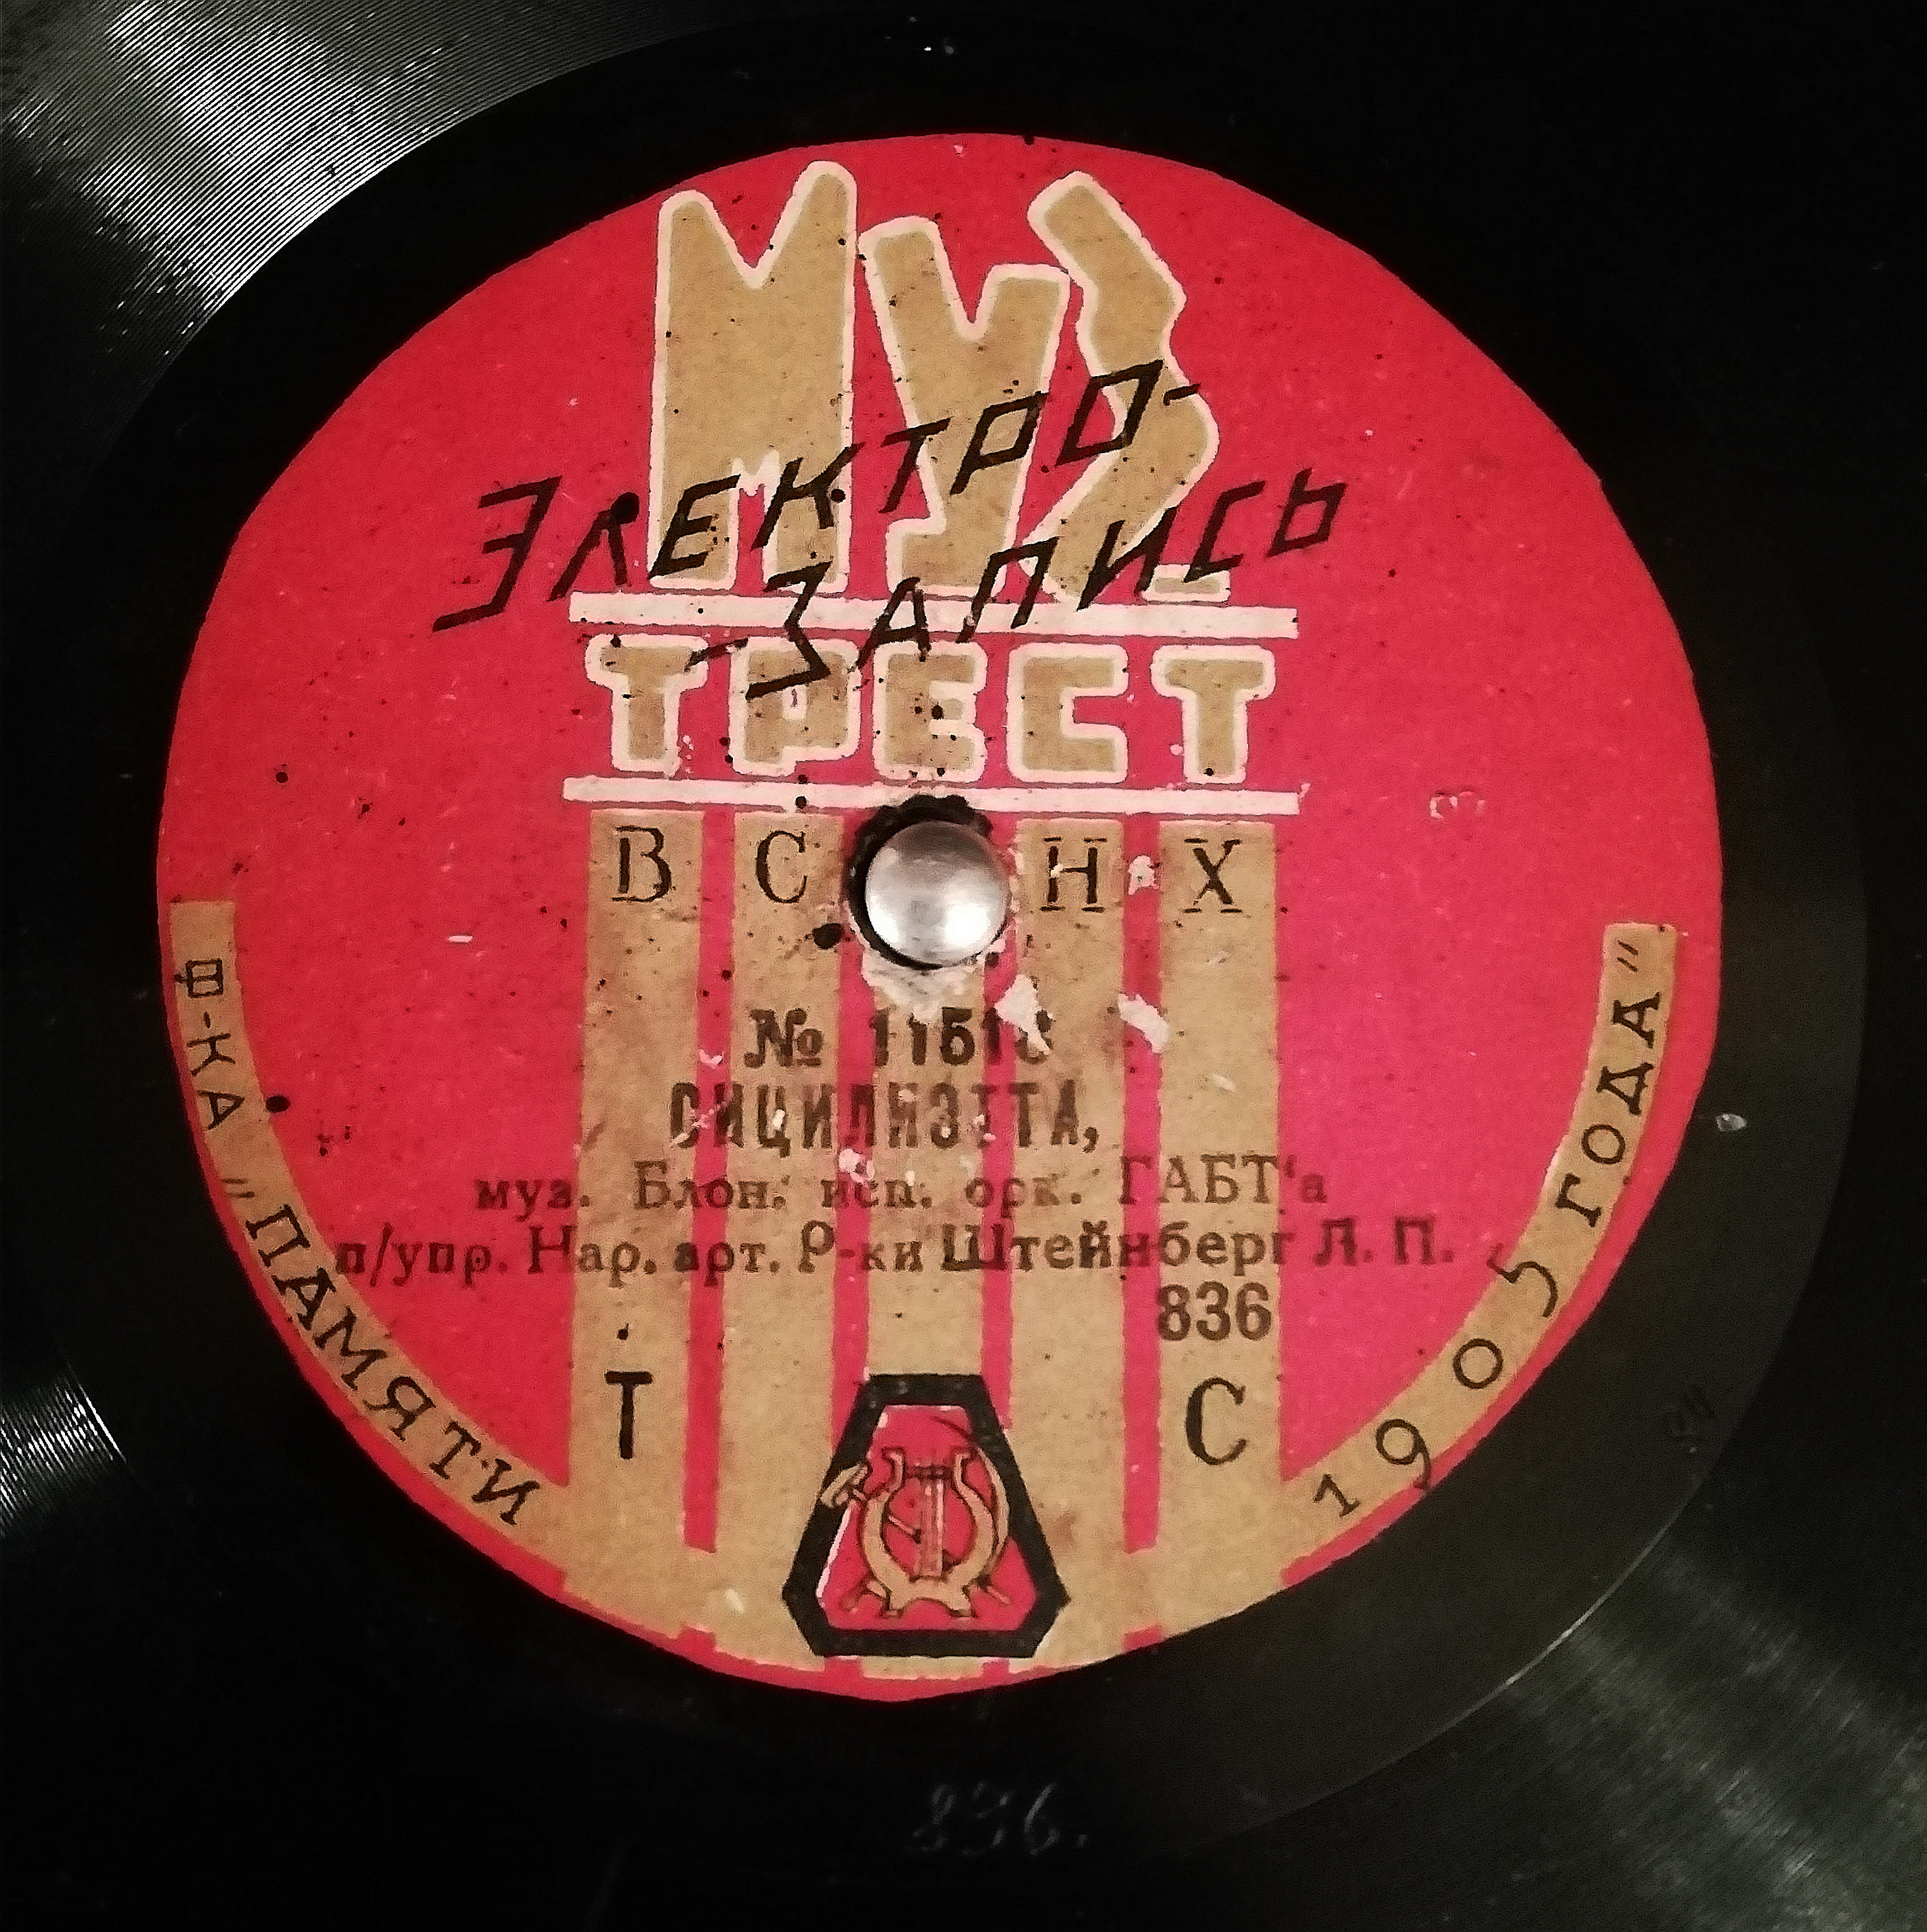 МУЗ
ЭЛЕКТРО-
-ЗАПИСЬ
ТРЕСТ
В С Н Х
№
СИЦИЛИЭТТА,
муз. Блон. исп. орк. ГАБТ‘а
п/упр. Нар. арт. Р-ки Штейнберг Л. П.
836
Т С
Ф-КА "ПАМЯТИ 1905 ГОДА"
836.